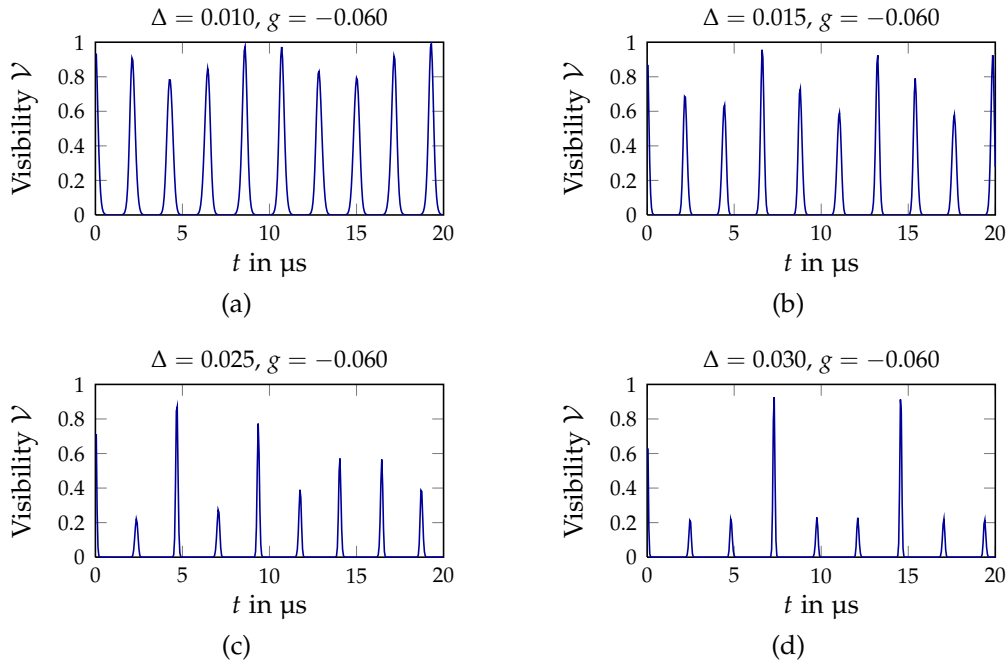 Δ = 0.010, g = −0.060
1
0.8
0.6
0.4
0.2
0
Visibility 𝒱
0 5 10 15 20
t in µs
(a)
Δ = 0.015, g = −0.060
1
0.8
0.6
0.4
0.2
0
Visibility 𝒱
0 5 10 15 20
t in µs
(b)
Δ = 0.025, g = −0.060
1
0.8
0.6
0.4
0.2
0
Visibility 𝒱
0 5 10 15 20
t in µs
(c)
Δ = 0.030, g = −0.060
1
0.8
0.6
0.4
0.2
0
Visibility 𝒱
0 5 10 15 20
t in µs
(d)